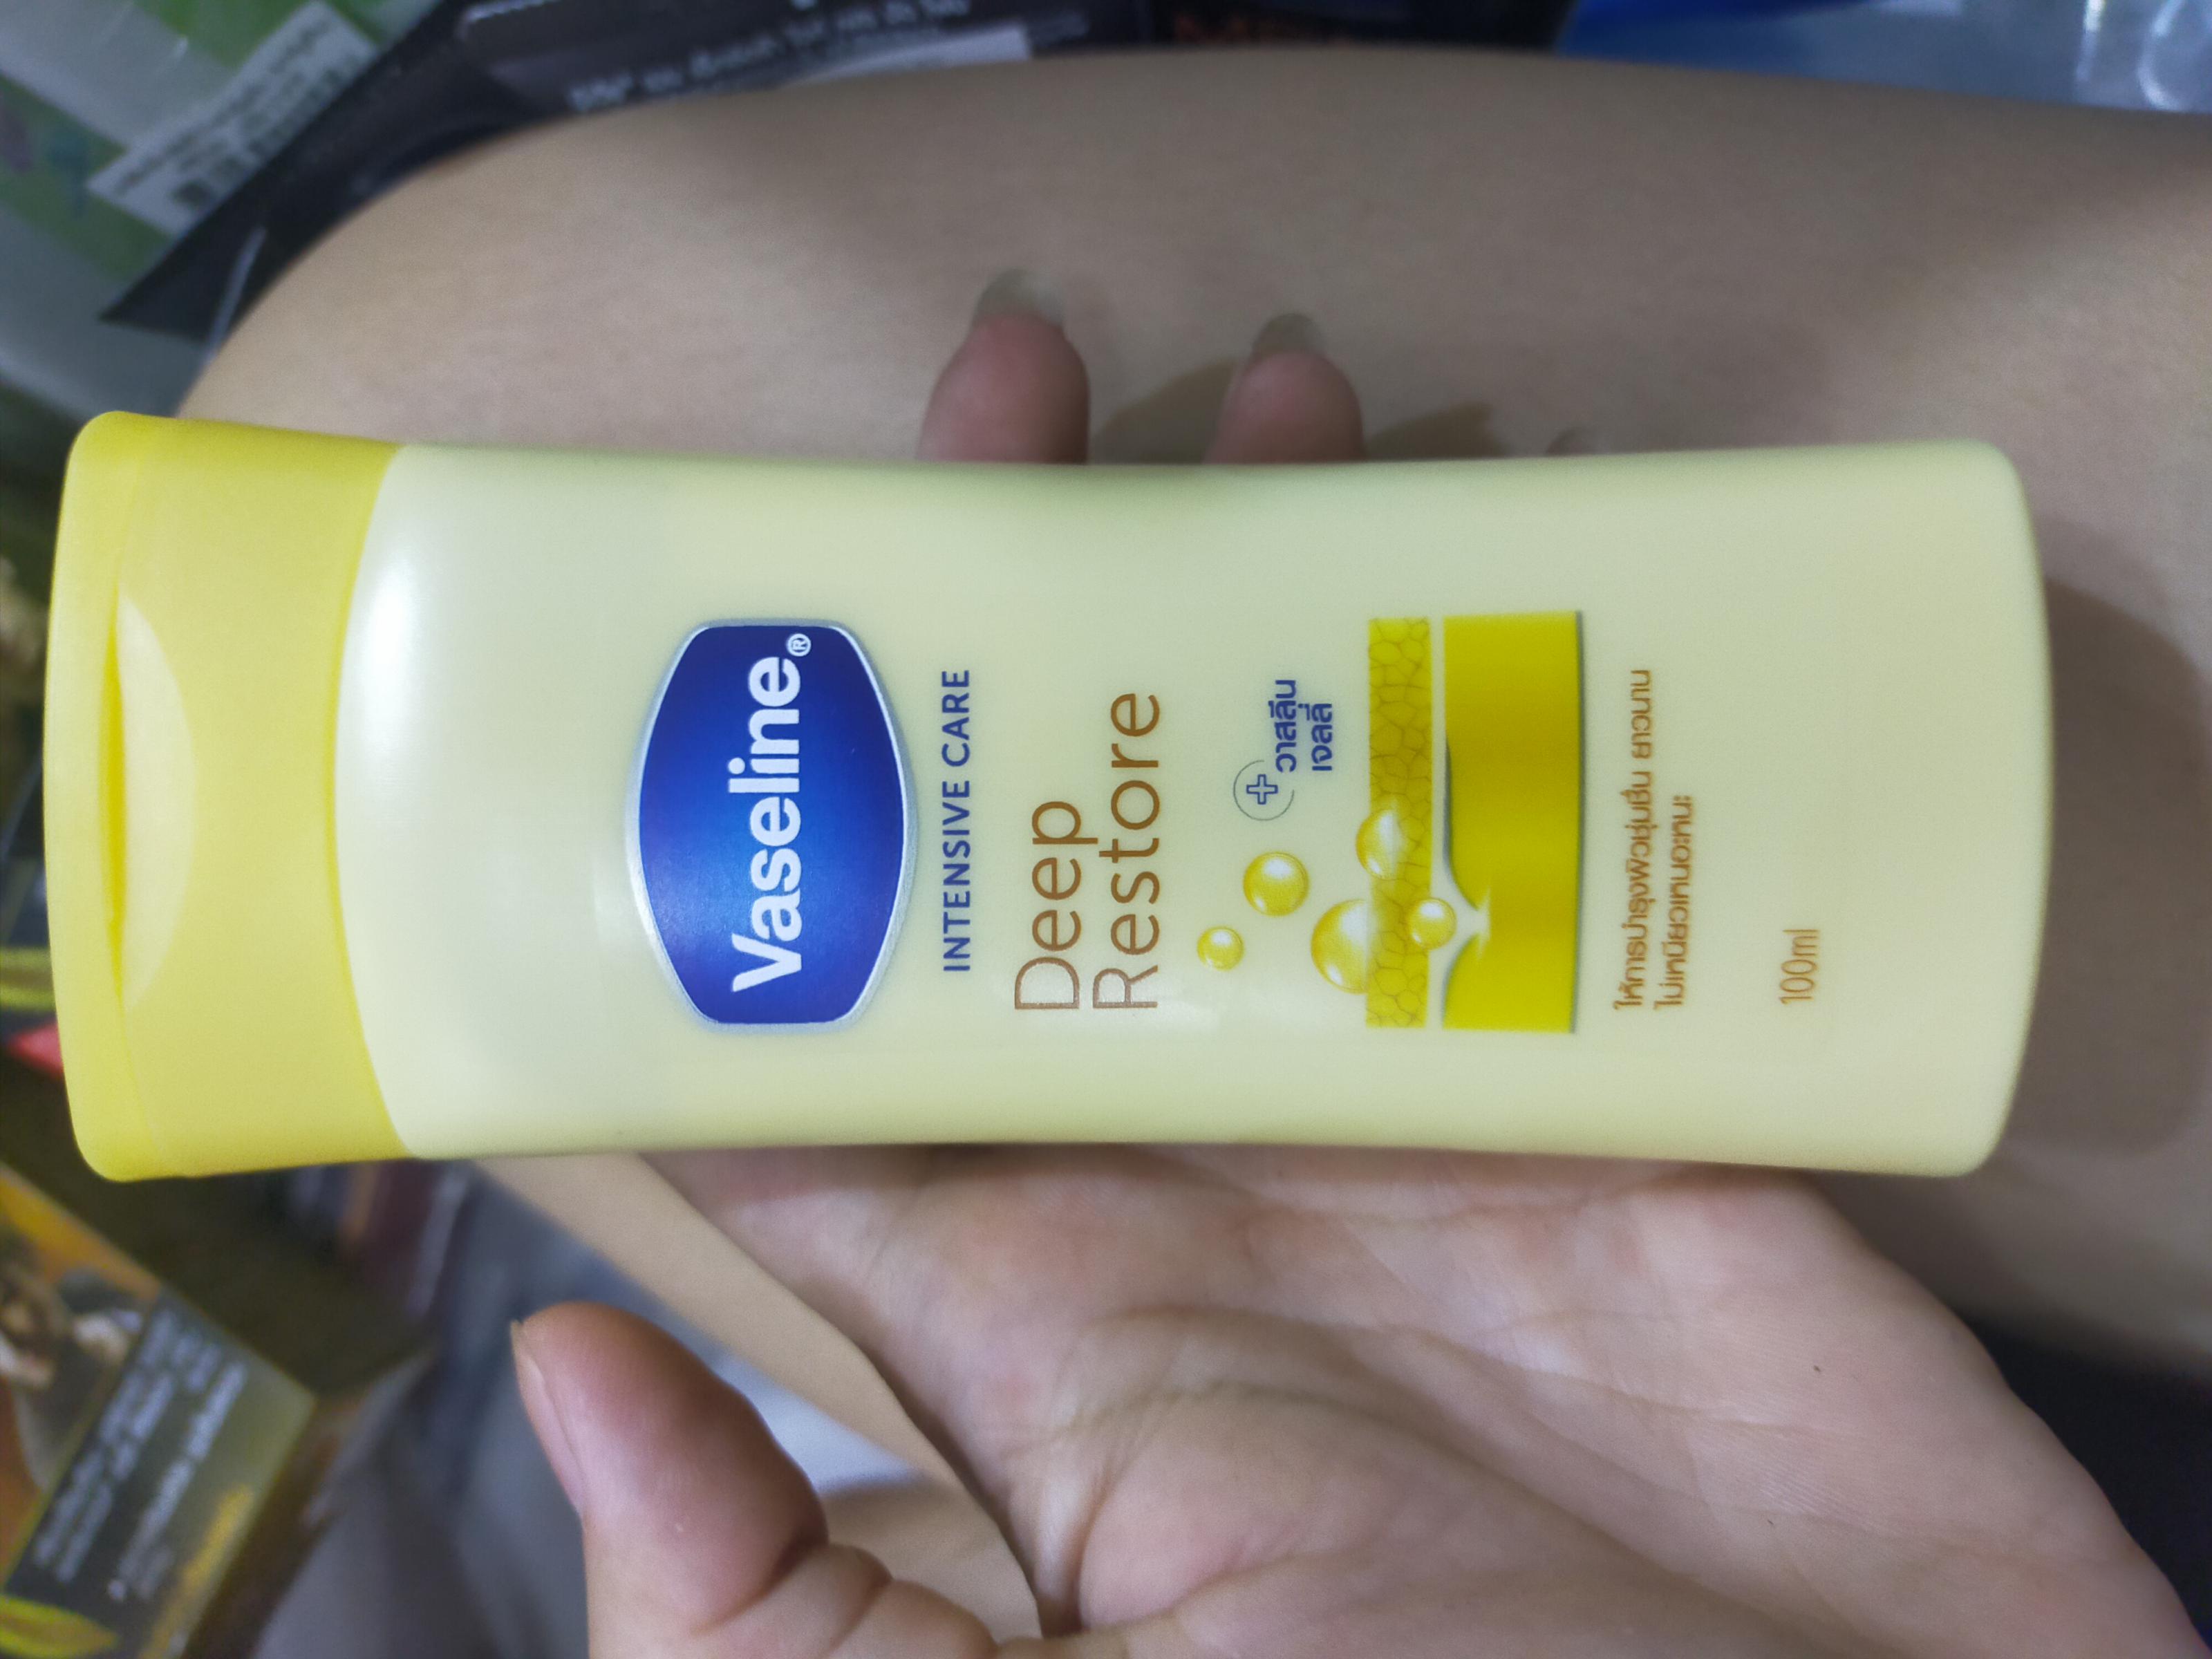 Vaseline®
INTENSIVE CARE
Deep
Restore
วาสลีน
เจลลี่
ให้การบำรุงผิวชุ่มชื่น ยาวนาน
ไม่เหนียวเหนอะหนะ
100ml